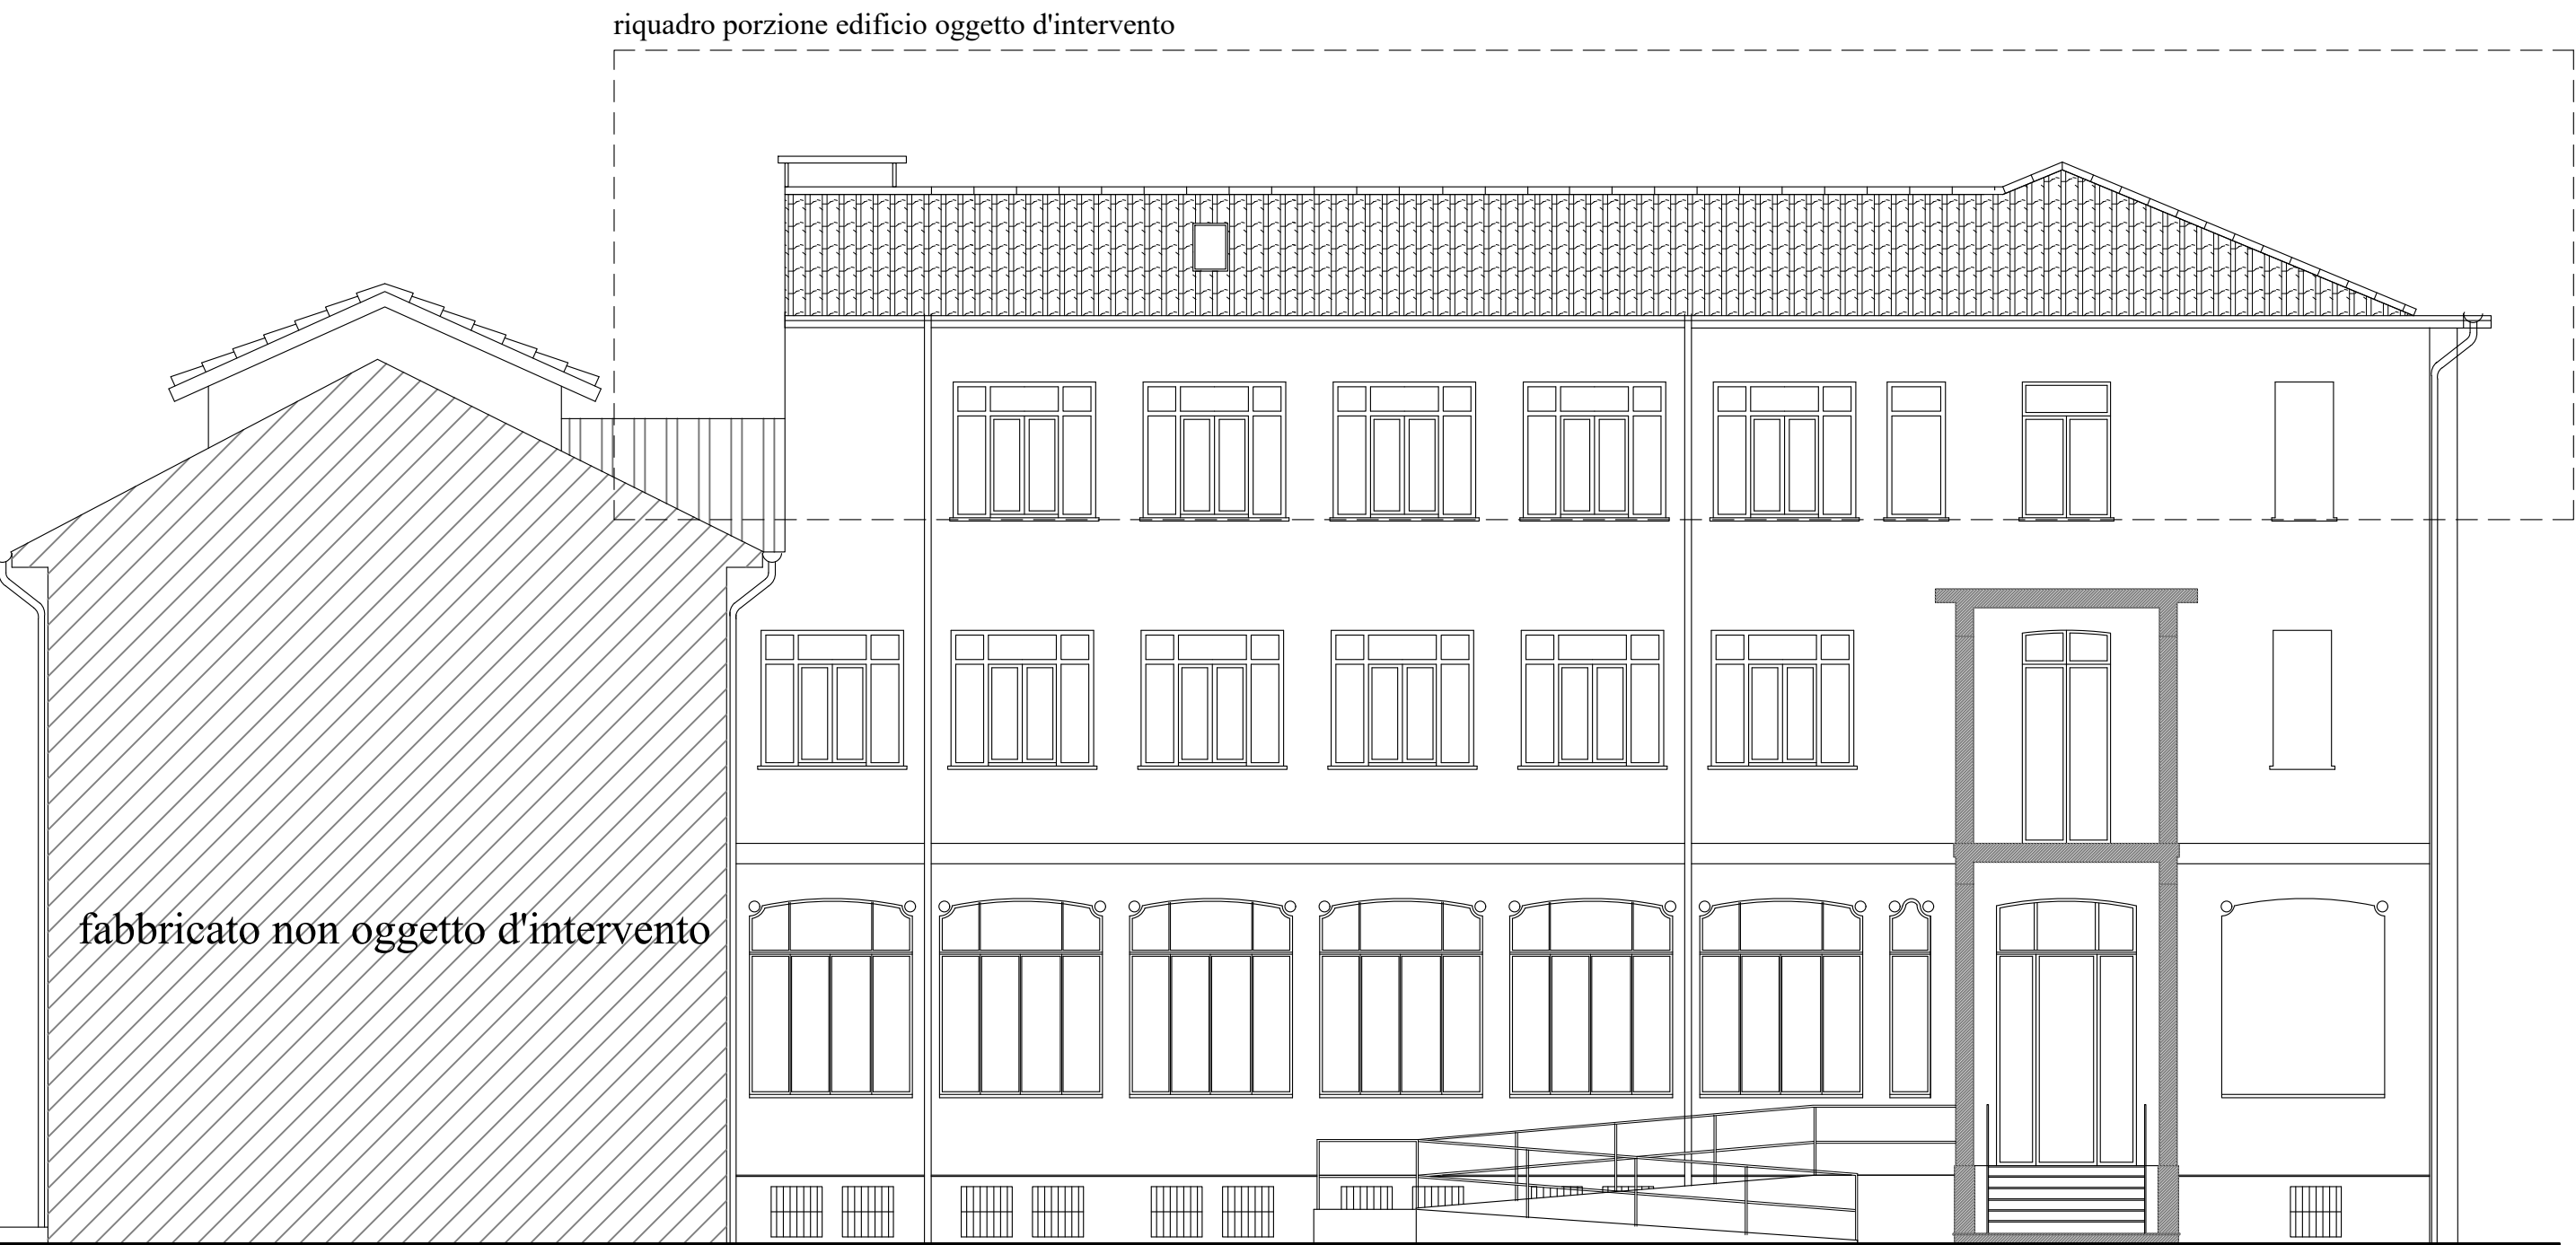 riquadro porzione edificio oggetto d'intervento
fabbricato non oggetto d'intervento